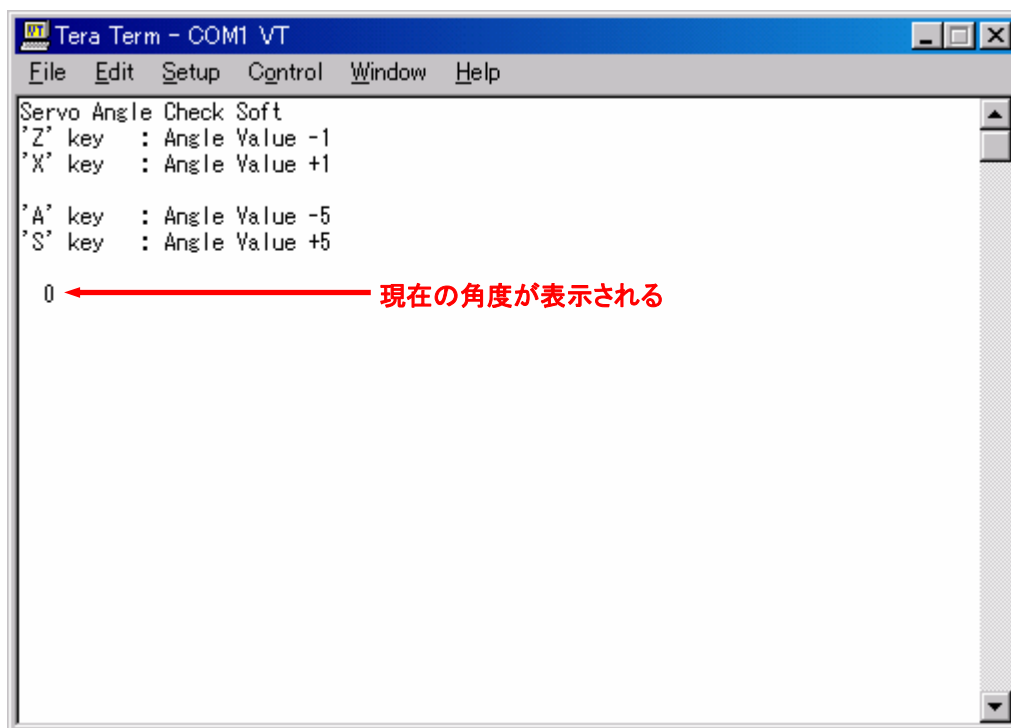 Tera Term - COM1 VT
File Edit Setup Control Window Help
Servo Angle Check Soft
'Z' key : Angle Value -1
'X' key : Angle Value +1
'A' key : Angle Value -5
'S' key : Angle Value +5
0 現在の角度が表示される